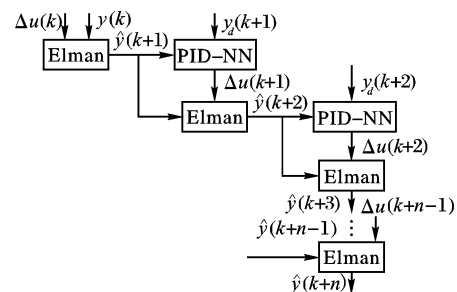 Δu(k) y(k) y_d(k+1)
ŷ(k+1)
Elman PID–NN
Δu(k+1) y_d(k+2)
Elman ŷ(k+2) PID–NN
Δu(k+2)
Elman
ŷ(k+3) Δu(k+n−1)
ŷ(k+n−1) ⋮
Elman
ŷ(k+n)